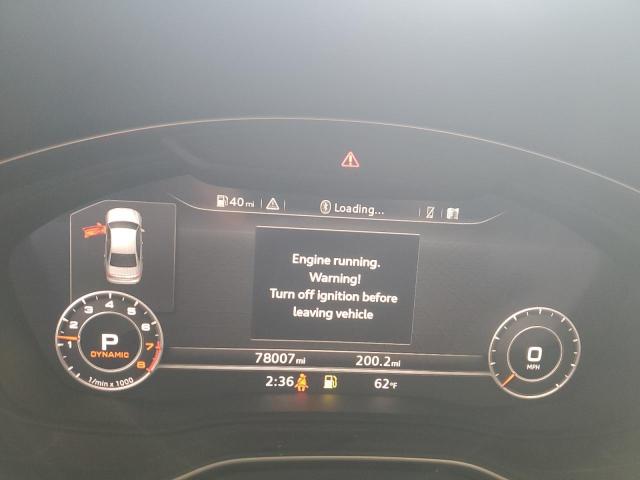 40 mi
Loading...
Engine running.
Warning!
Turn off ignition before
leaving vehicle
1 2 3 4 5 6 7 8
P
DYNAMIC
1/min x 1000
0
MPH
78007 mi 200.2 mi
2:36 62°F